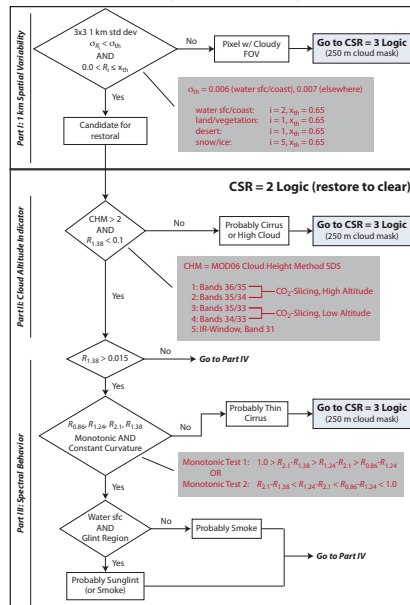 Part I: 1 km Spatial Variability
3x3 1 km std dev
σRi < σth
AND
0.0 < Ri ≤ xth
No
Pixel w/ Cloudy
FOV
Go to CSR = 3 Logic
(250 m cloud mask)
Yes
Candidate for
restoral
σth = 0.006 (water sfc/coast), 0.007 (elsewhere)
water sfc/coast: i = 2, xth = 0.65
land/vegetation: i = 1, xth = 0.65
desert: i = 1, xth = 0.65
snow/ice: i = 5, xth = 0.65
CSR = 2 Logic (restore to clear)
Part II: Cloud Altitude Indicator
CHM > 2
AND
R1.38 < 0.1
No
Probably Cirrus
or High Cloud
Go to CSR = 3 Logic
(250 m cloud mask)
Yes
CHM = MOD06 Cloud Height Method SDS
1: Bands 36/35
2: Bands 35/34
CO2-Slicing, High Altitude
3: Bands 35/33
4: Bands 34/33
CO2-Slicing, Low Altitude
5: IR-Window, Band 31
Part III: Spectral Behavior
R1.38 > 0.015
No
Go to Part IV
Yes
R0.86, R1.24, R2.1, R1.38
Monotonic AND
Constant Curvature
No
Probably Thin
Cirrus
Go to CSR = 3 Logic
(250 m cloud mask)
Yes
Monotonic Test 1: 1.0 > R2.1-R1.38 > R1.24-R2.1 > R0.86-R1.24
OR
Monotonic Test 2: R2.1-R1.38 < R1.24-R2.1 < R0.86-R1.24 < 1.0
Water sfc
AND
Glint Region
No
Probably Smoke
Go to Part IV
Yes
Probably Sunglint
(or Smoke)